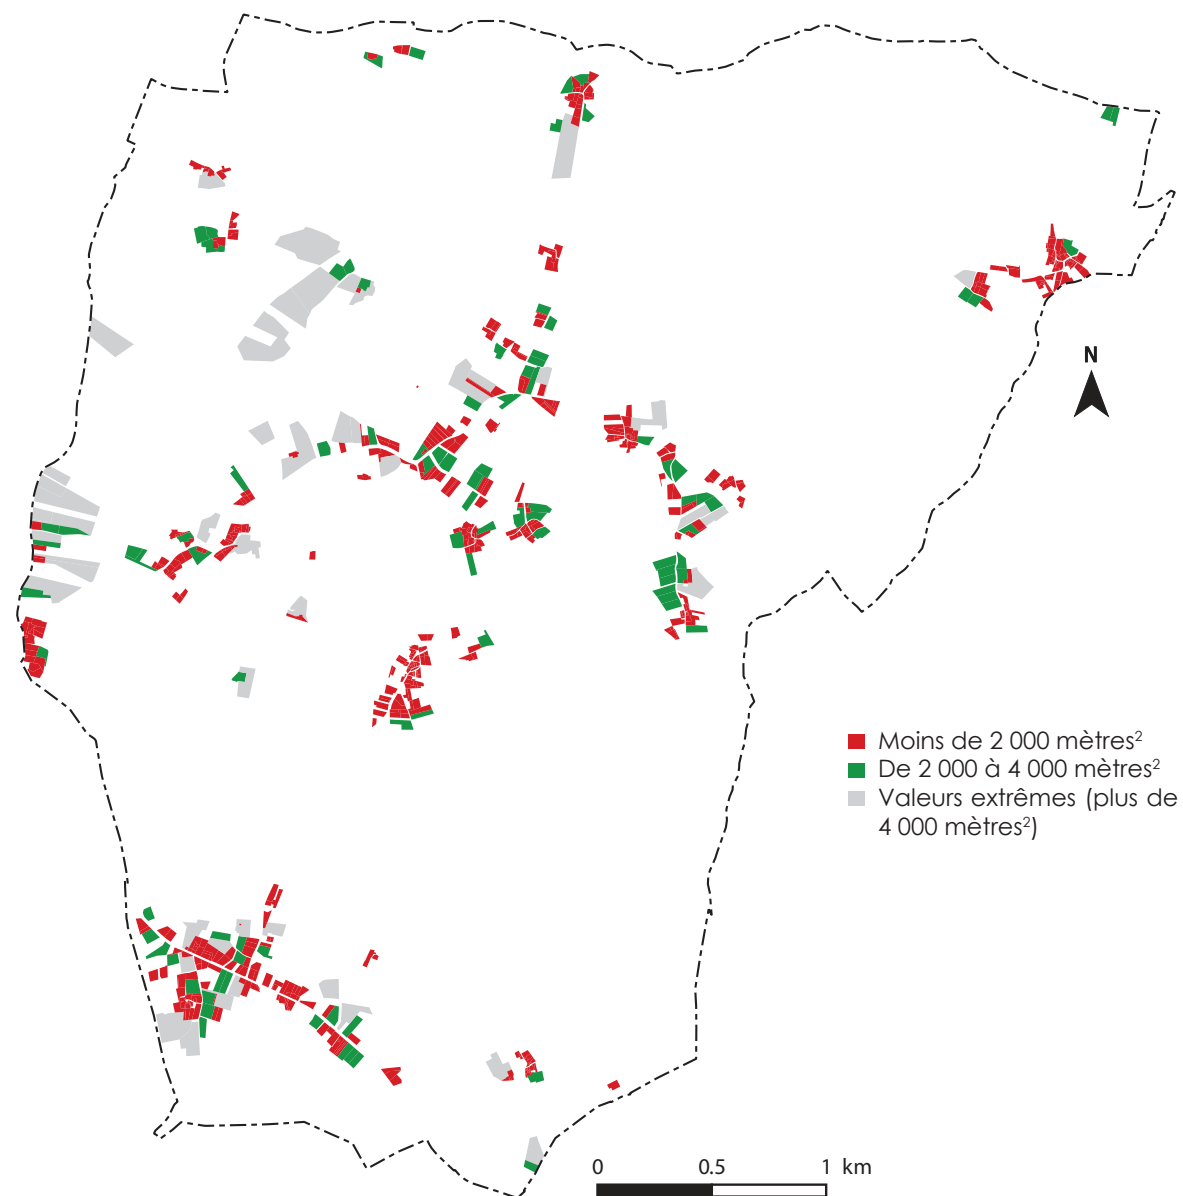 N
Moins de 2 000 mètres²
De 2 000 à 4 000 mètres²
Valeurs extrêmes (plus de
4 000 mètres²)
0 0.5 1 km